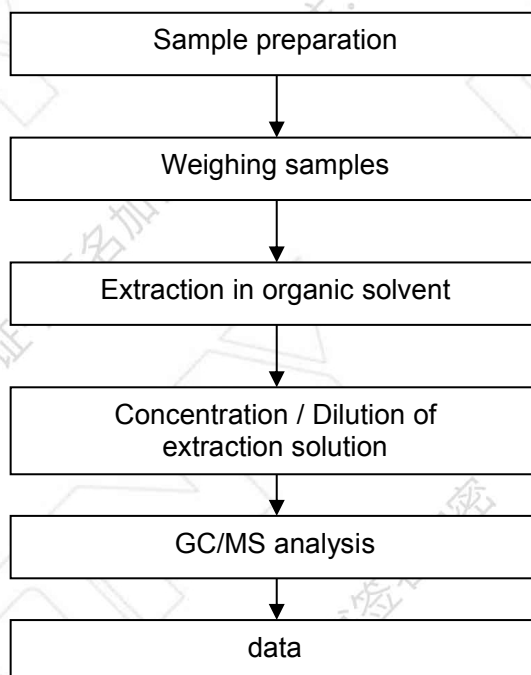 Sample preparation
Weighing samples
Extraction in organic solvent
Concentration / Dilution of
extraction solution
GC/MS analysis
data